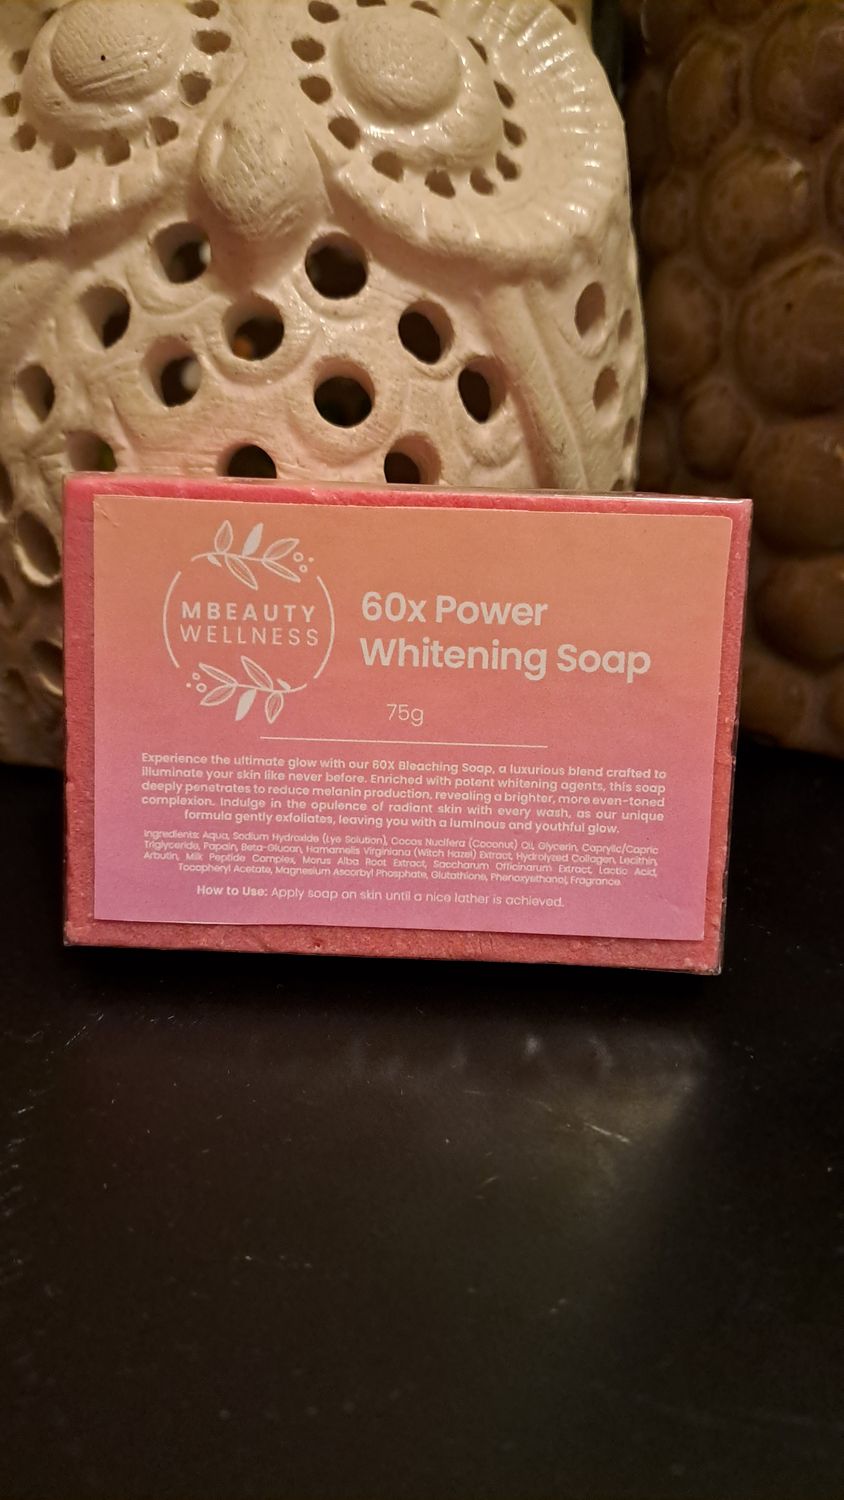 MBEAUTY
WELLNESS
60x Power
Whitening Soap
75g
Experience the ultimate glow with our 60X Bleaching Soap, a luxurious blend crafted to
illuminate your skin like never before. Enriched with potent whitening agents, this soap
deeply penetrates to reduce melanin production, revealing a brighter, more even-toned
complexion. Indulge in the opulence of radiant skin with every wash, as our unique
formula gently exfoliates, leaving you with a luminous and youthful glow.
Ingredients: Aqua, Sodium Hydroxide (Lye Solution), Cocos Nucifera (Coconut) Oil, Glycerin, Caprylic/Capric
Triglyceride, Papain, Beta-Glucan, Hamamelis Virginiana (Witch Hazel) Extract, Hydrolyzed Collagen, Lecithin,
Arbutin, Milk Peptide Complex, Morus Alba Root Extract, Saccharum Officinarum Extract, Lactic Acid,
Tocopheryl Acetate, Magnesium Ascorbyl Phosphate, Glutathione, Phenoxyethanol, Fragrance.
How to Use: Apply soap on skin until a nice lather is achieved.